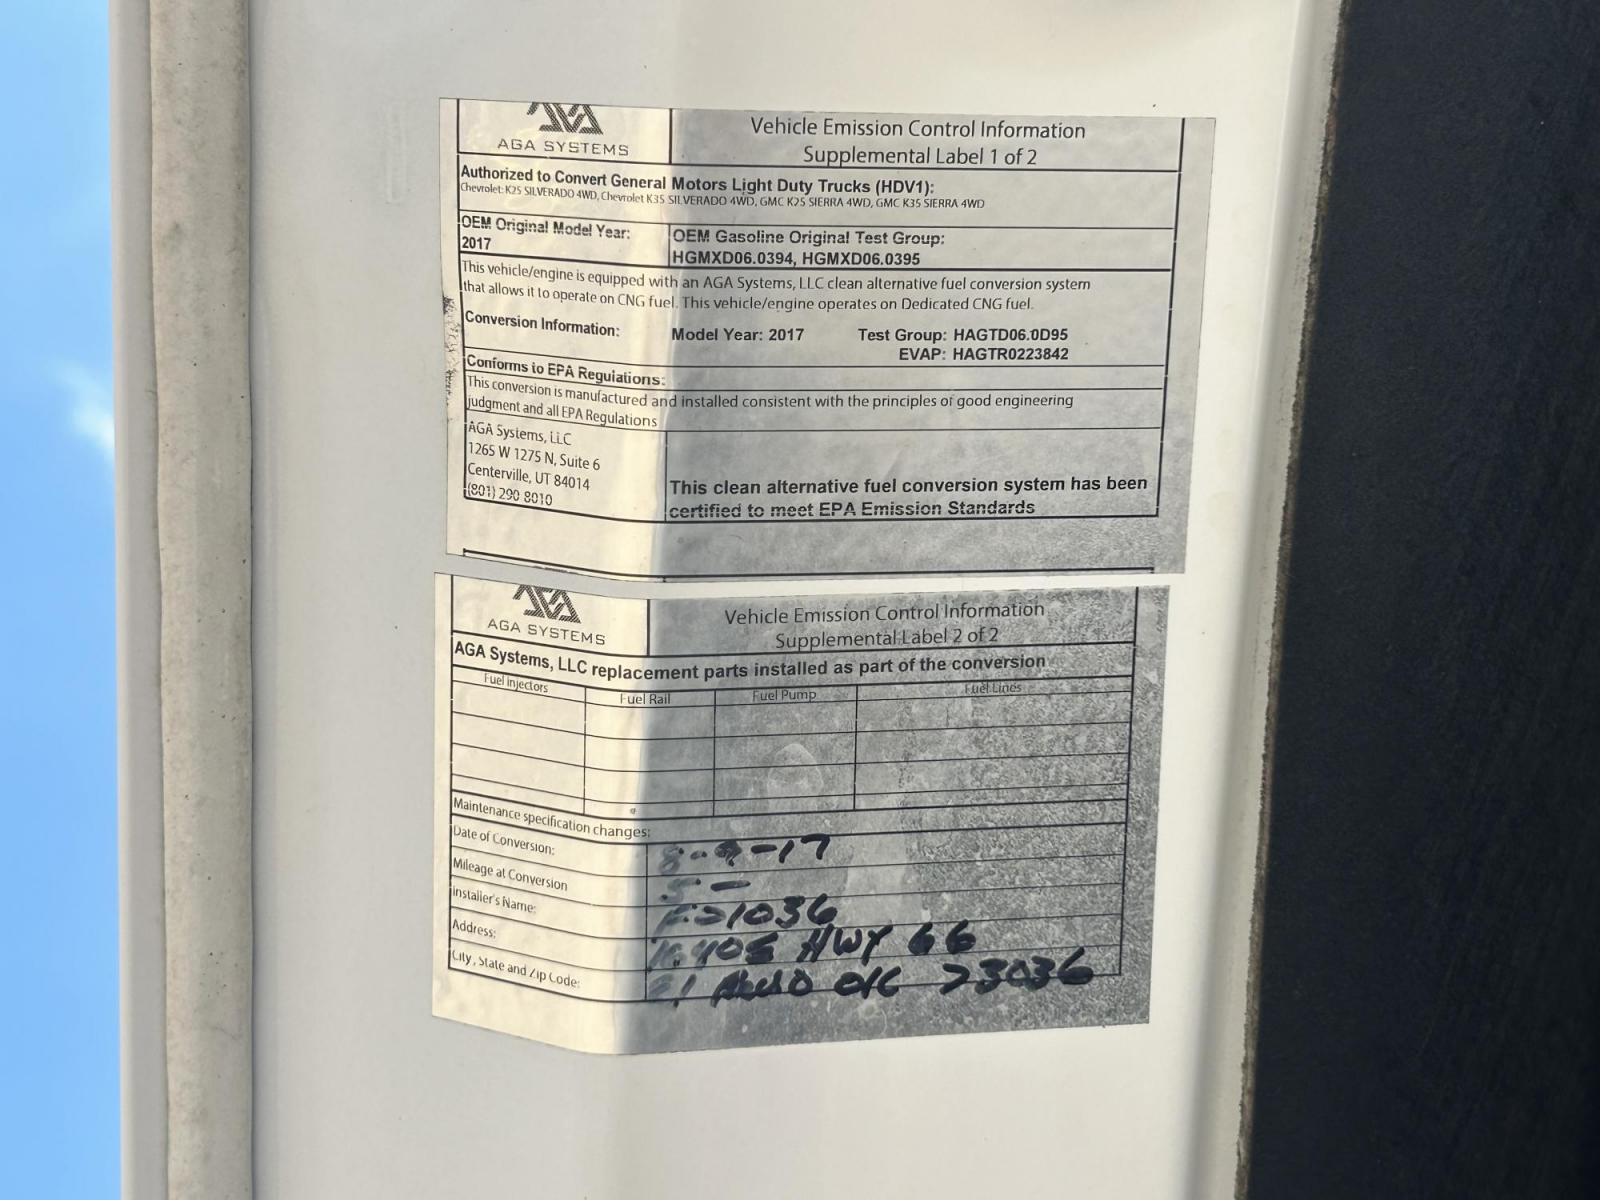 AGA SYSTEMS
Vehicle Emission Control Information
Supplemental Label 1 of 2
Authorized to Convert General Motors Light Duty Trucks (HDV1):
Chevrolet: K25 SILVERADO 4WD, Chevrolet K35 SILVERADO 4WD, GMC K25 SIERRA 4WD, GMC K35 SIERRA 4WD
OEM Original Model Year:
2017
OEM Gasoline Original Test Group:
HGMXD06.0394, HGMXD06.0395
This vehicle/engine is equipped with an AGA Systems, LLC clean alternative fuel conversion system
that allows it to operate on CNG fuel. This vehicle/engine operates on Dedicated CNG fuel.
Conversion Information: Model Year: 2017 Test Group: HAGTD06.0D95
EVAP: HAGTR0223842
Conforms to EPA Regulations:
This conversion is manufactured and installed consistent with the principles of good engineering
judgment and all EPA Regulations
AGA Systems, LLC
1265 W 1275 N, Suite 6
Centerville, UT 84014
(801) 290 8010
This clean alternative fuel conversion system has been
certified to meet EPA Emission Standards
AGA SYSTEMS
Vehicle Emission Control Information
Supplemental Label 2 of 2
AGA Systems, LLC replacement parts installed as part of the conversion
Fuel Injectors Fuel Rail Fuel Pump Fuel Lines
Maintenance specification changes:
Date of Conversion: 8-9-17
Mileage at Conversion
Installer's Name:
Address: HWY 66
City, State and Zip Code: 73036